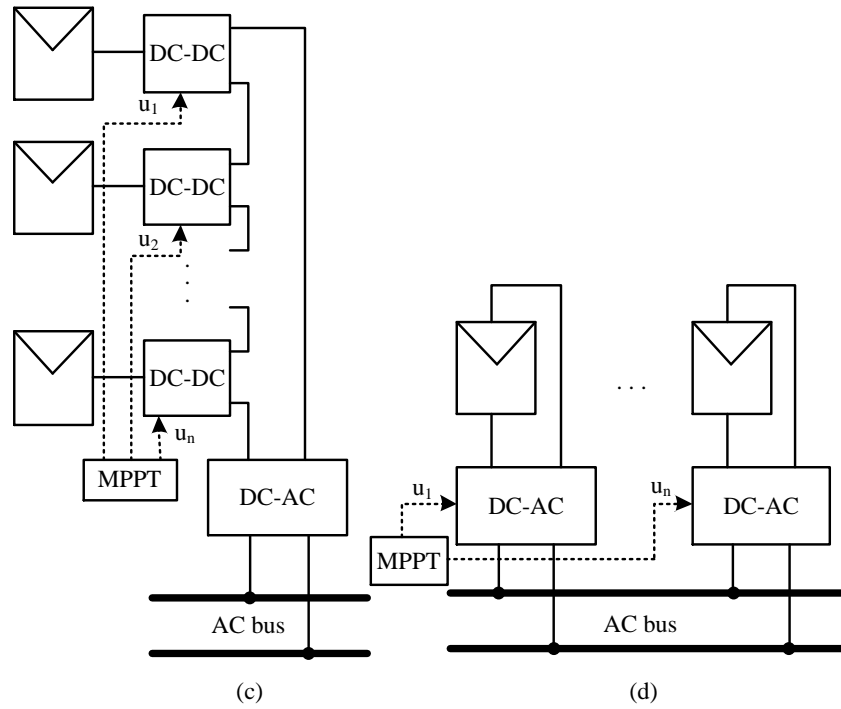 DC-DC
u1
DC-DC
u2
. . .
DC-DC
un
MPPT
DC-AC
AC bus
(c)
. . .
u1
DC-AC
un
DC-AC
MPPT
AC bus
(d)